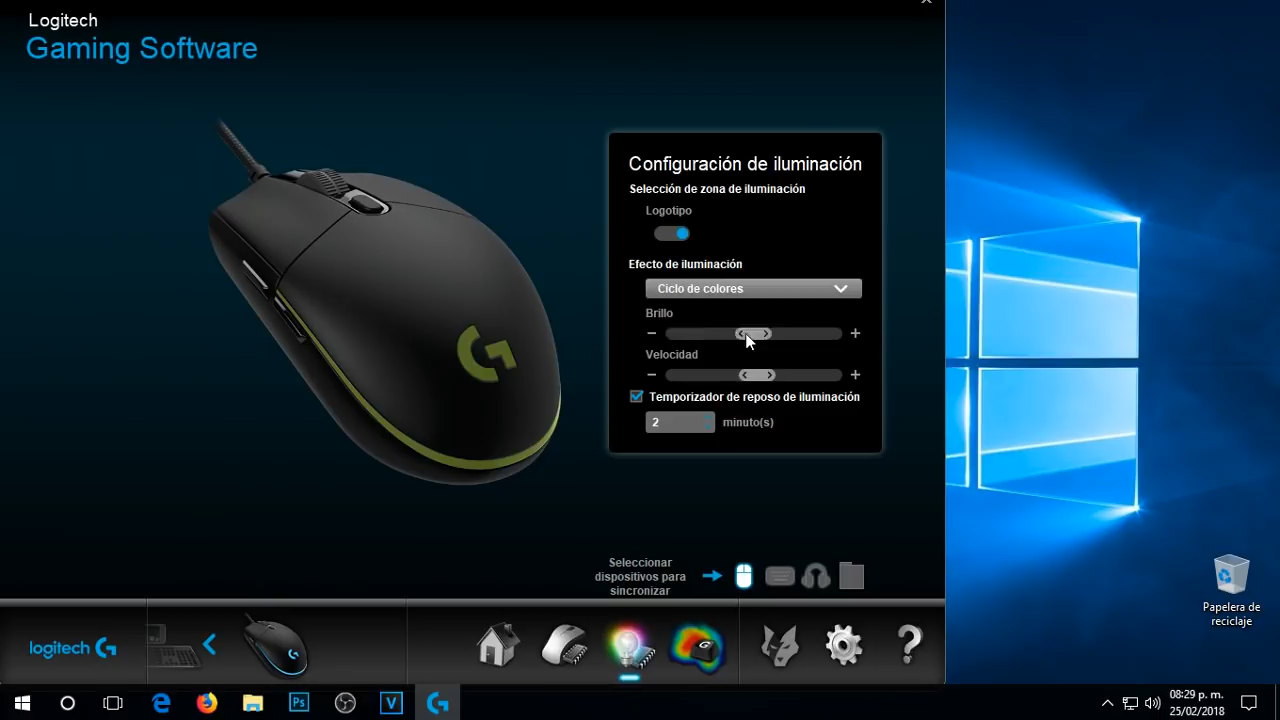 Logitech
Gaming Software
Configuración de iluminación
Selección de zona de iluminación
Logotipo
Efecto de iluminación
Ciclo de colores
Brillo
Velocidad
Temporizador de reposo de iluminación
2 minuto(s)
Seleccionar
dispositivos para
sincronizar
logitech G
?
Papelera de
reciclaje
Ps
V
08:29 p. m.
25/02/2018